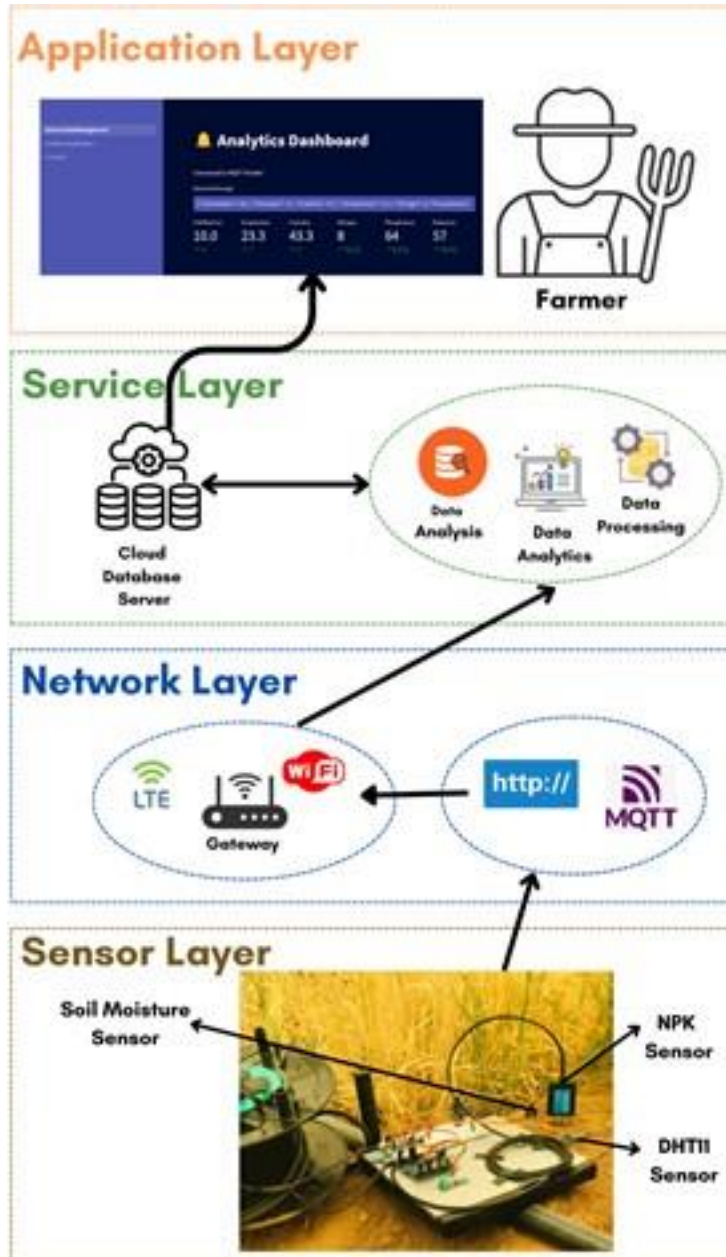 Application Layer
Analytics Dashboard
20.0 23.3 43.3 8 64 57
Farmer
Service Layer
Cloud
Database
Server
Data
Analysis
Data
Analytics
Data
Processing
Network Layer
LTE
Gateway
WiFi
http://
MQTT
Sensor Layer
Soil Moisture
Sensor
NPK
Sensor
DHT11
Sensor